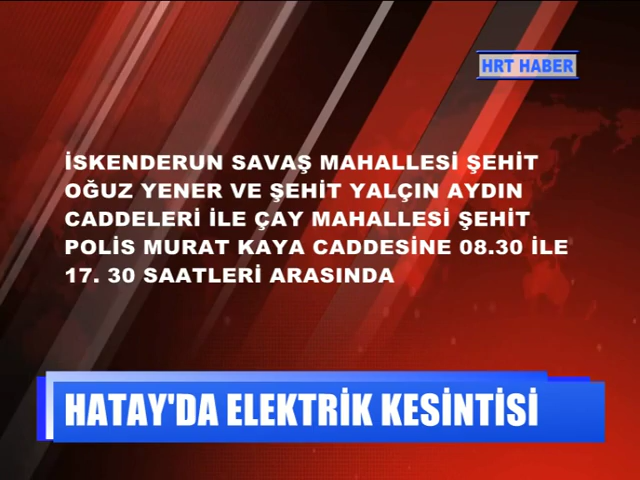 HRT HABER
İSKENDERUN SAVAŞ MAHALLESİ ŞEHİT
OĞUZ YENER VE ŞEHİT YALÇIN AYDIN
CADDELERİ İLE ÇAY MAHALLESİ ŞEHİT
POLİS MURAT KAYA CADDESİNE 08.30 İLE
17. 30 SAATLERİ ARASINDA
HATAY'DA ELEKTRİK KESİNTİSİ